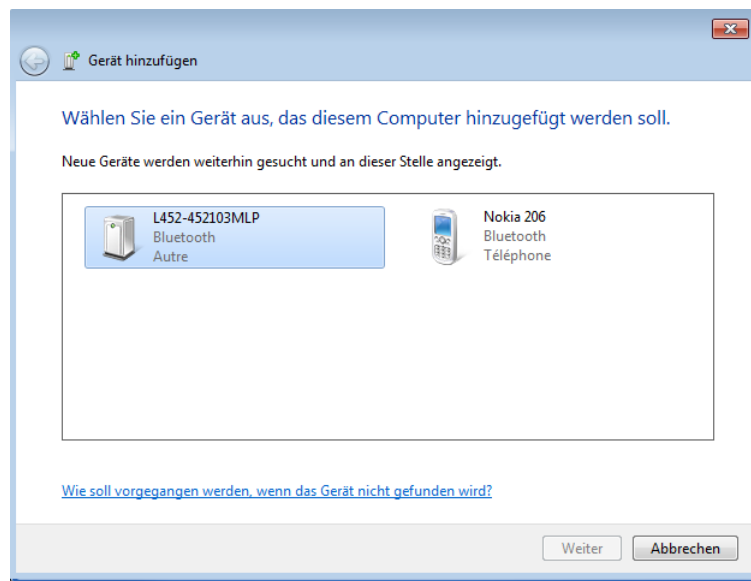 Gerät hinzufügen
Wählen Sie ein Gerät aus, das diesem Computer hinzugefügt werden soll.
Neue Geräte werden weiterhin gesucht und an dieser Stelle angezeigt.
L452-452103MLP
Bluetooth
Autre
Nokia 206
Bluetooth
Téléphone
Wie soll vorgegangen werden, wenn das Gerät nicht gefunden wird?
Weiter
Abbrechen